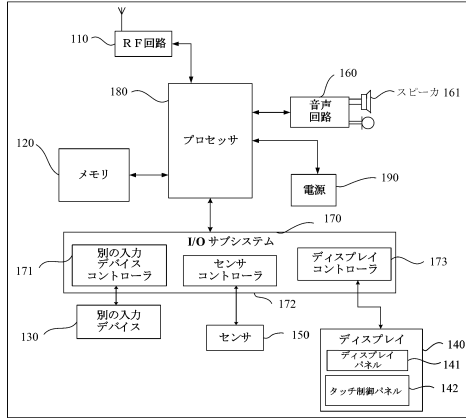 110
RF回路
180
プロセッサ
160
音声
回路
スピーカ 161
120
メモリ
電源
190
170
I/O サブシステム
171
別の入力
デバイス
コントローラ
センサ
コントローラ
ディスプレイ
コントローラ
173
172
130
別の入力
デバイス
センサ
150
ディスプレイ
140
ディスプレイ
パネル
141
タッチ制御パネル
142